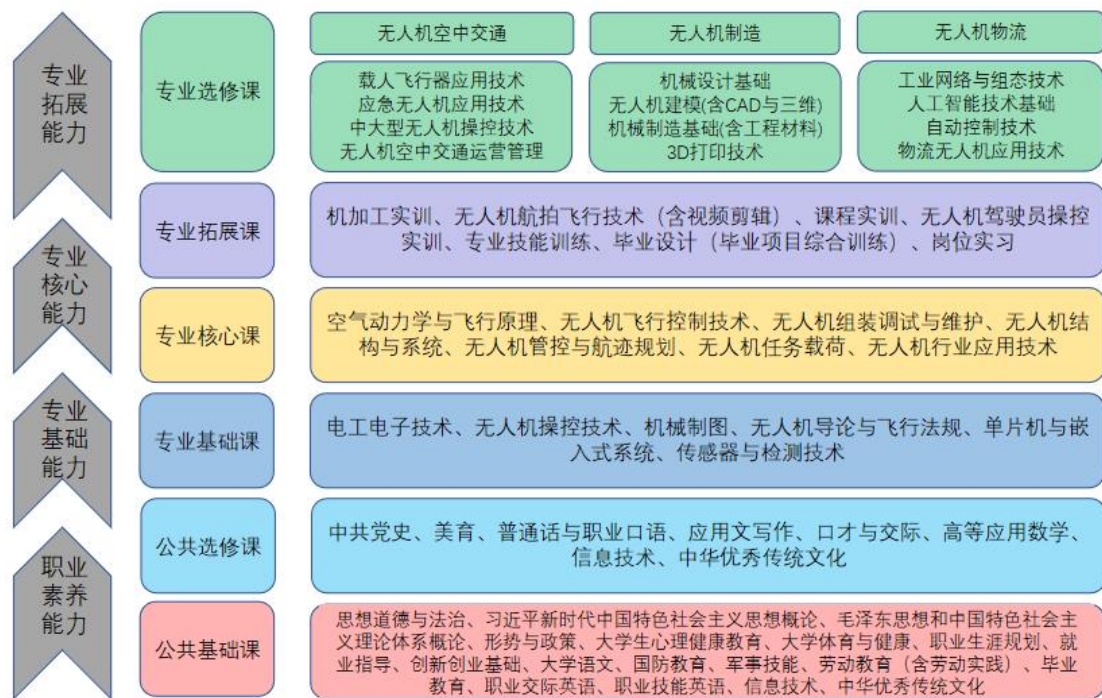 专业
拓展
能力
专业选修课
无人机空中交通
无人机制造
无人机物流
载人飞行器应用技术
应急无人机应用技术
中大型无人机操控技术
无人机空中交通运营管理
机械设计基础
无人机建模(含CAD与三维)
机械制造基础(含工程材料)
3D打印技术
工业网络与组态技术
人工智能技术基础
自动控制技术
物流无人机应用技术
专业拓展课
机加工实训、无人机航拍飞行技术（含视频剪辑）、课程实训、无人机驾驶员操控
实训、专业技能训练、毕业设计（毕业项目综合训练）、岗位实习
专业
核心
能力
专业核心课
空气动力学与飞行原理、无人机飞行控制技术、无人机组装调试与维护、无人机结
构与系统、无人机管控与航迹规划、无人机任务载荷、无人机行业应用技术
专业
基础
能力
专业基础课
电工电子技术、无人机操控技术、机械制图、无人机导论与飞行法规、单片机与嵌
入式系统、传感器与检测技术
公共选修课
中共党史、美育、普通话与职业口语、应用文写作、口才与交际、高等应用数学、
信息技术、中华优秀传统文化
职业
素养
能力
公共基础课
思想道德与法治、习近平新时代中国特色社会主义思想概论、毛泽东思想和中国特色社会主
义理论体系概论、形势与政策、大学生心理健康教育、大学体育与健康、职业生涯规划、就
业指导、创新创业基础、大学语文、国防教育、军事技能、劳动教育（含劳动实践）、毕业
教育、职业交际英语、职业技能英语、信息技术、中华优秀传统文化